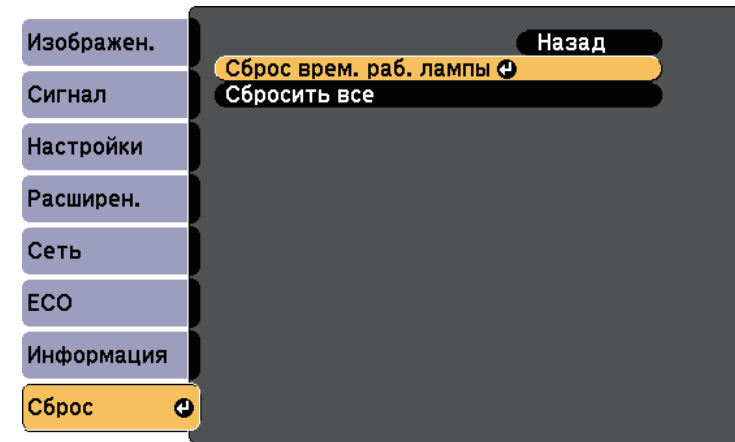 Изображен.
Сигнал
Настройки
Расширен.
Сеть
ECO
Информация
Сброс
Назад
Сброс врем. раб. лампы
Сбросить все